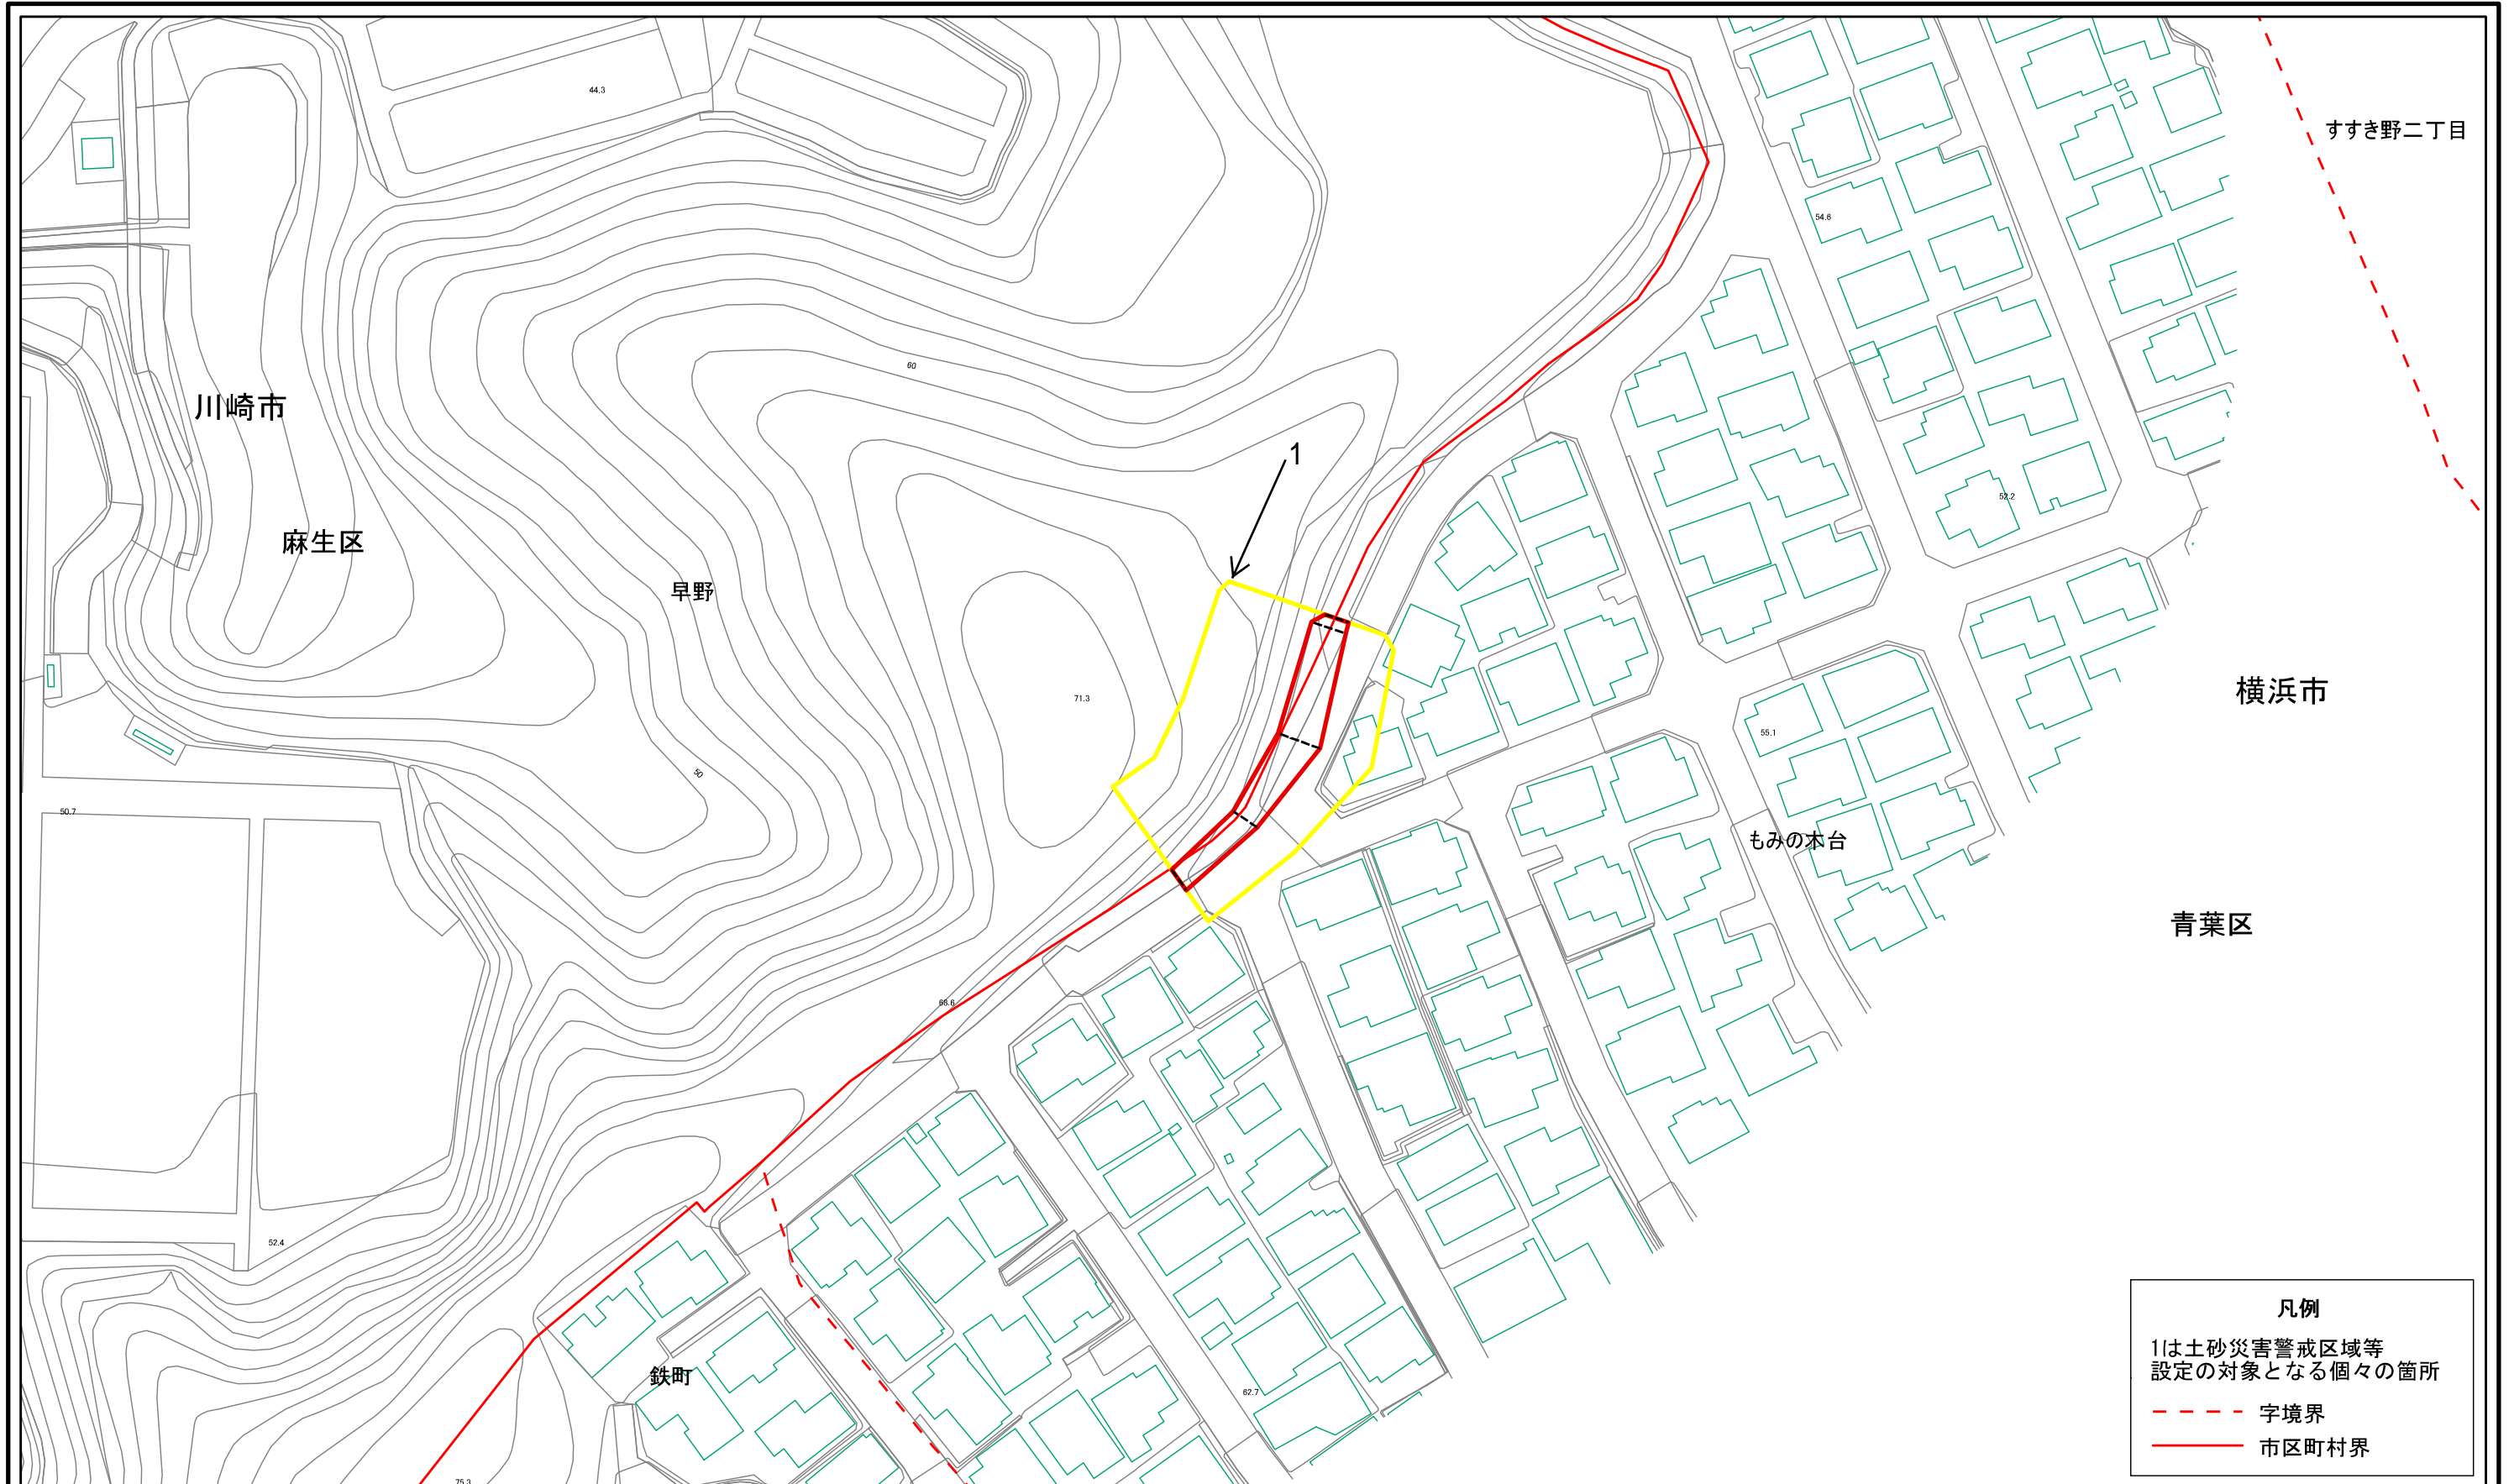 44.3
すすき野二丁目
54.6
60
川崎市
1
52.2
麻生区
早野
71.3
横浜市
55.1
50
50.7
もみの木台
青葉区
68.6
52.4
凡例
1は土砂災害警戒区域等
設定の対象となる個々の箇所
字境界
市区町村界
鉄町
62.7
75.3